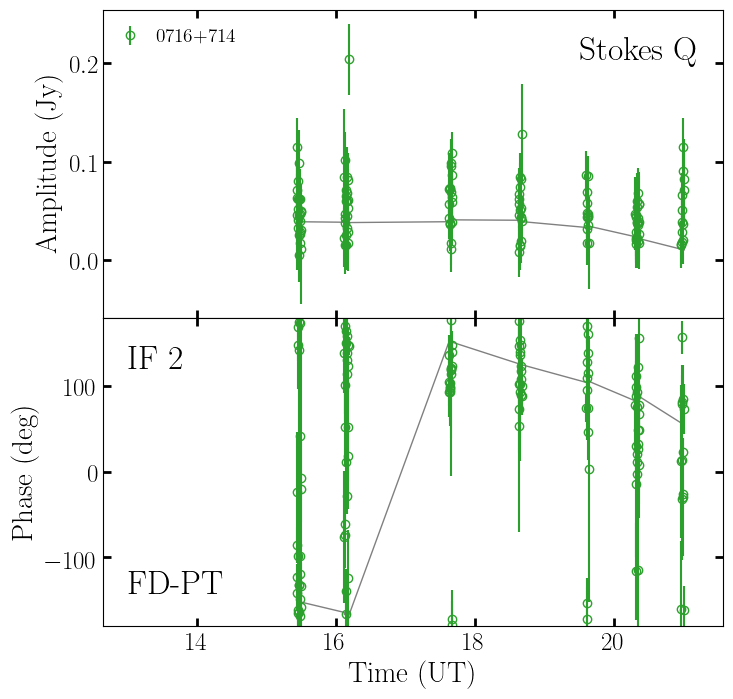 0716+714
Stokes Q
0.2
0.1
0.0
Amplitude (Jy)
IF 2
100
0
−100
Phase (deg)
FD-PT
14 16 18 20
Time (UT)